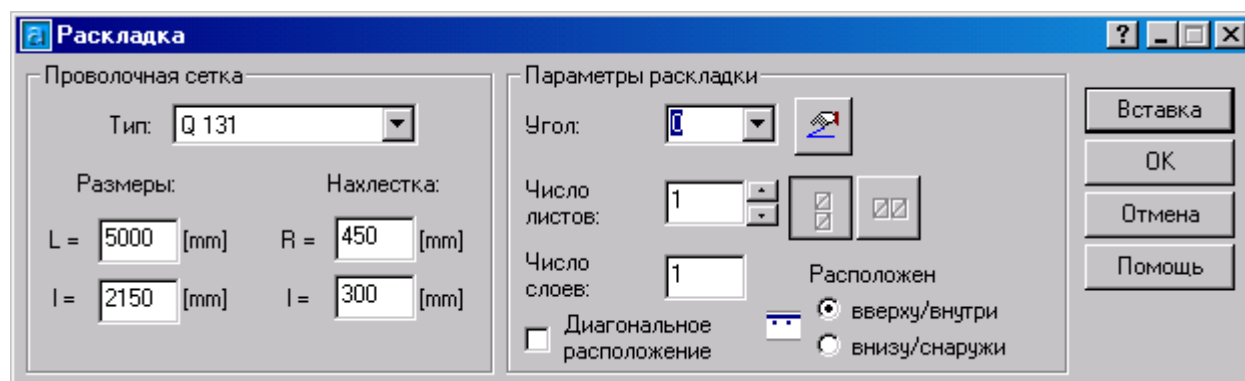 Раскладка
Проволочная сетка
Тип: Q 131
Размеры: Нахлестка:
L = 5000 [mm] R = 450 [mm]
l = 2150 [mm] l = 300 [mm]
Параметры раскладки
Угол: 0
Число листов: 1
Число слоев: 1
Расположен
вверху/внутри
внизу/снаружи
Диагональное
расположение
Вставка
OK
Отмена
Помощь